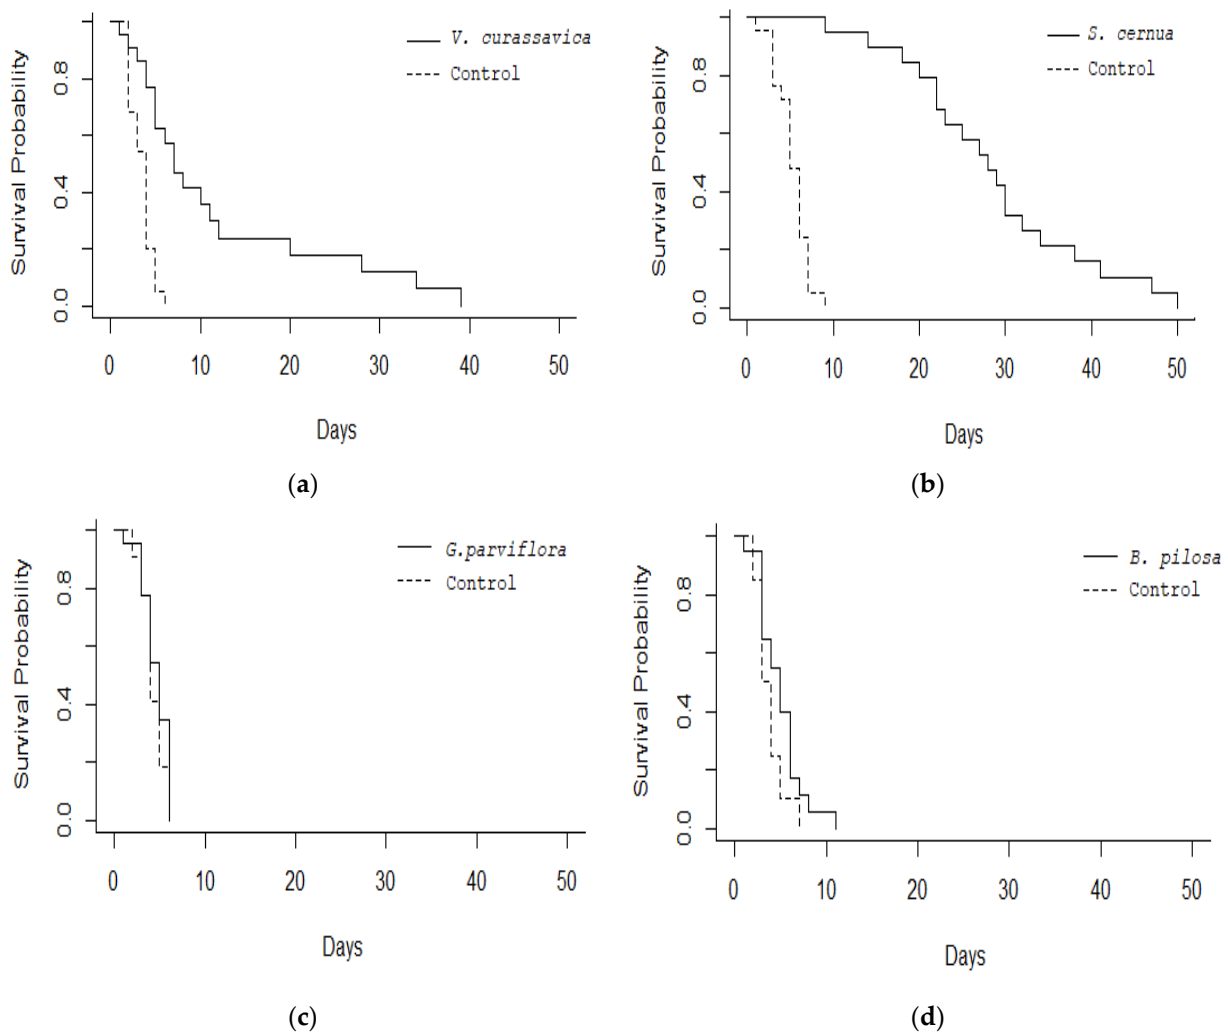 V. curassavica
Control
Survival Probability
0.8
0.4
0.0
0 10 20 30 40 50
Days
(a)
S. cernua
Control
Survival Probability
0.8
0.4
0.0
0 10 20 30 40 50
Days
(b)
G.parviflora
Control
Survival Probability
0.8
0.4
0.0
0 10 20 30 40 50
Days
(c)
B. pilosa
Control
Survival Probability
0.8
0.4
0.0
0 10 20 30 40 50
Days
(d)